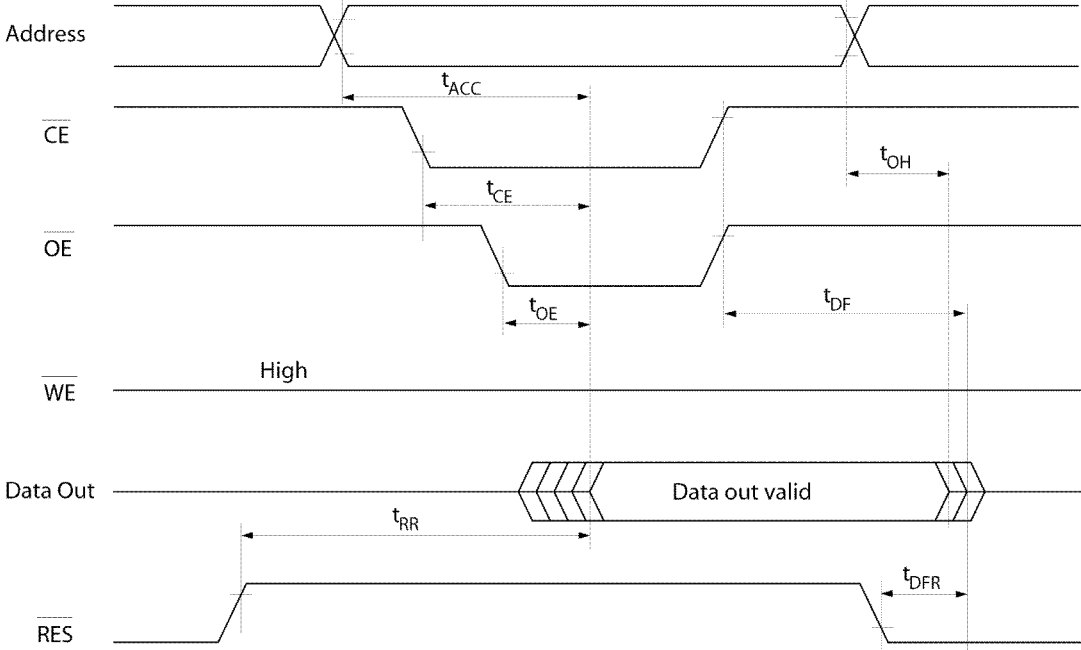 Address
tACC
CE
tOH
tCE
OE
tDF
tOE
High
WE
Data Out
Data out valid
tRR
tDFR
RES